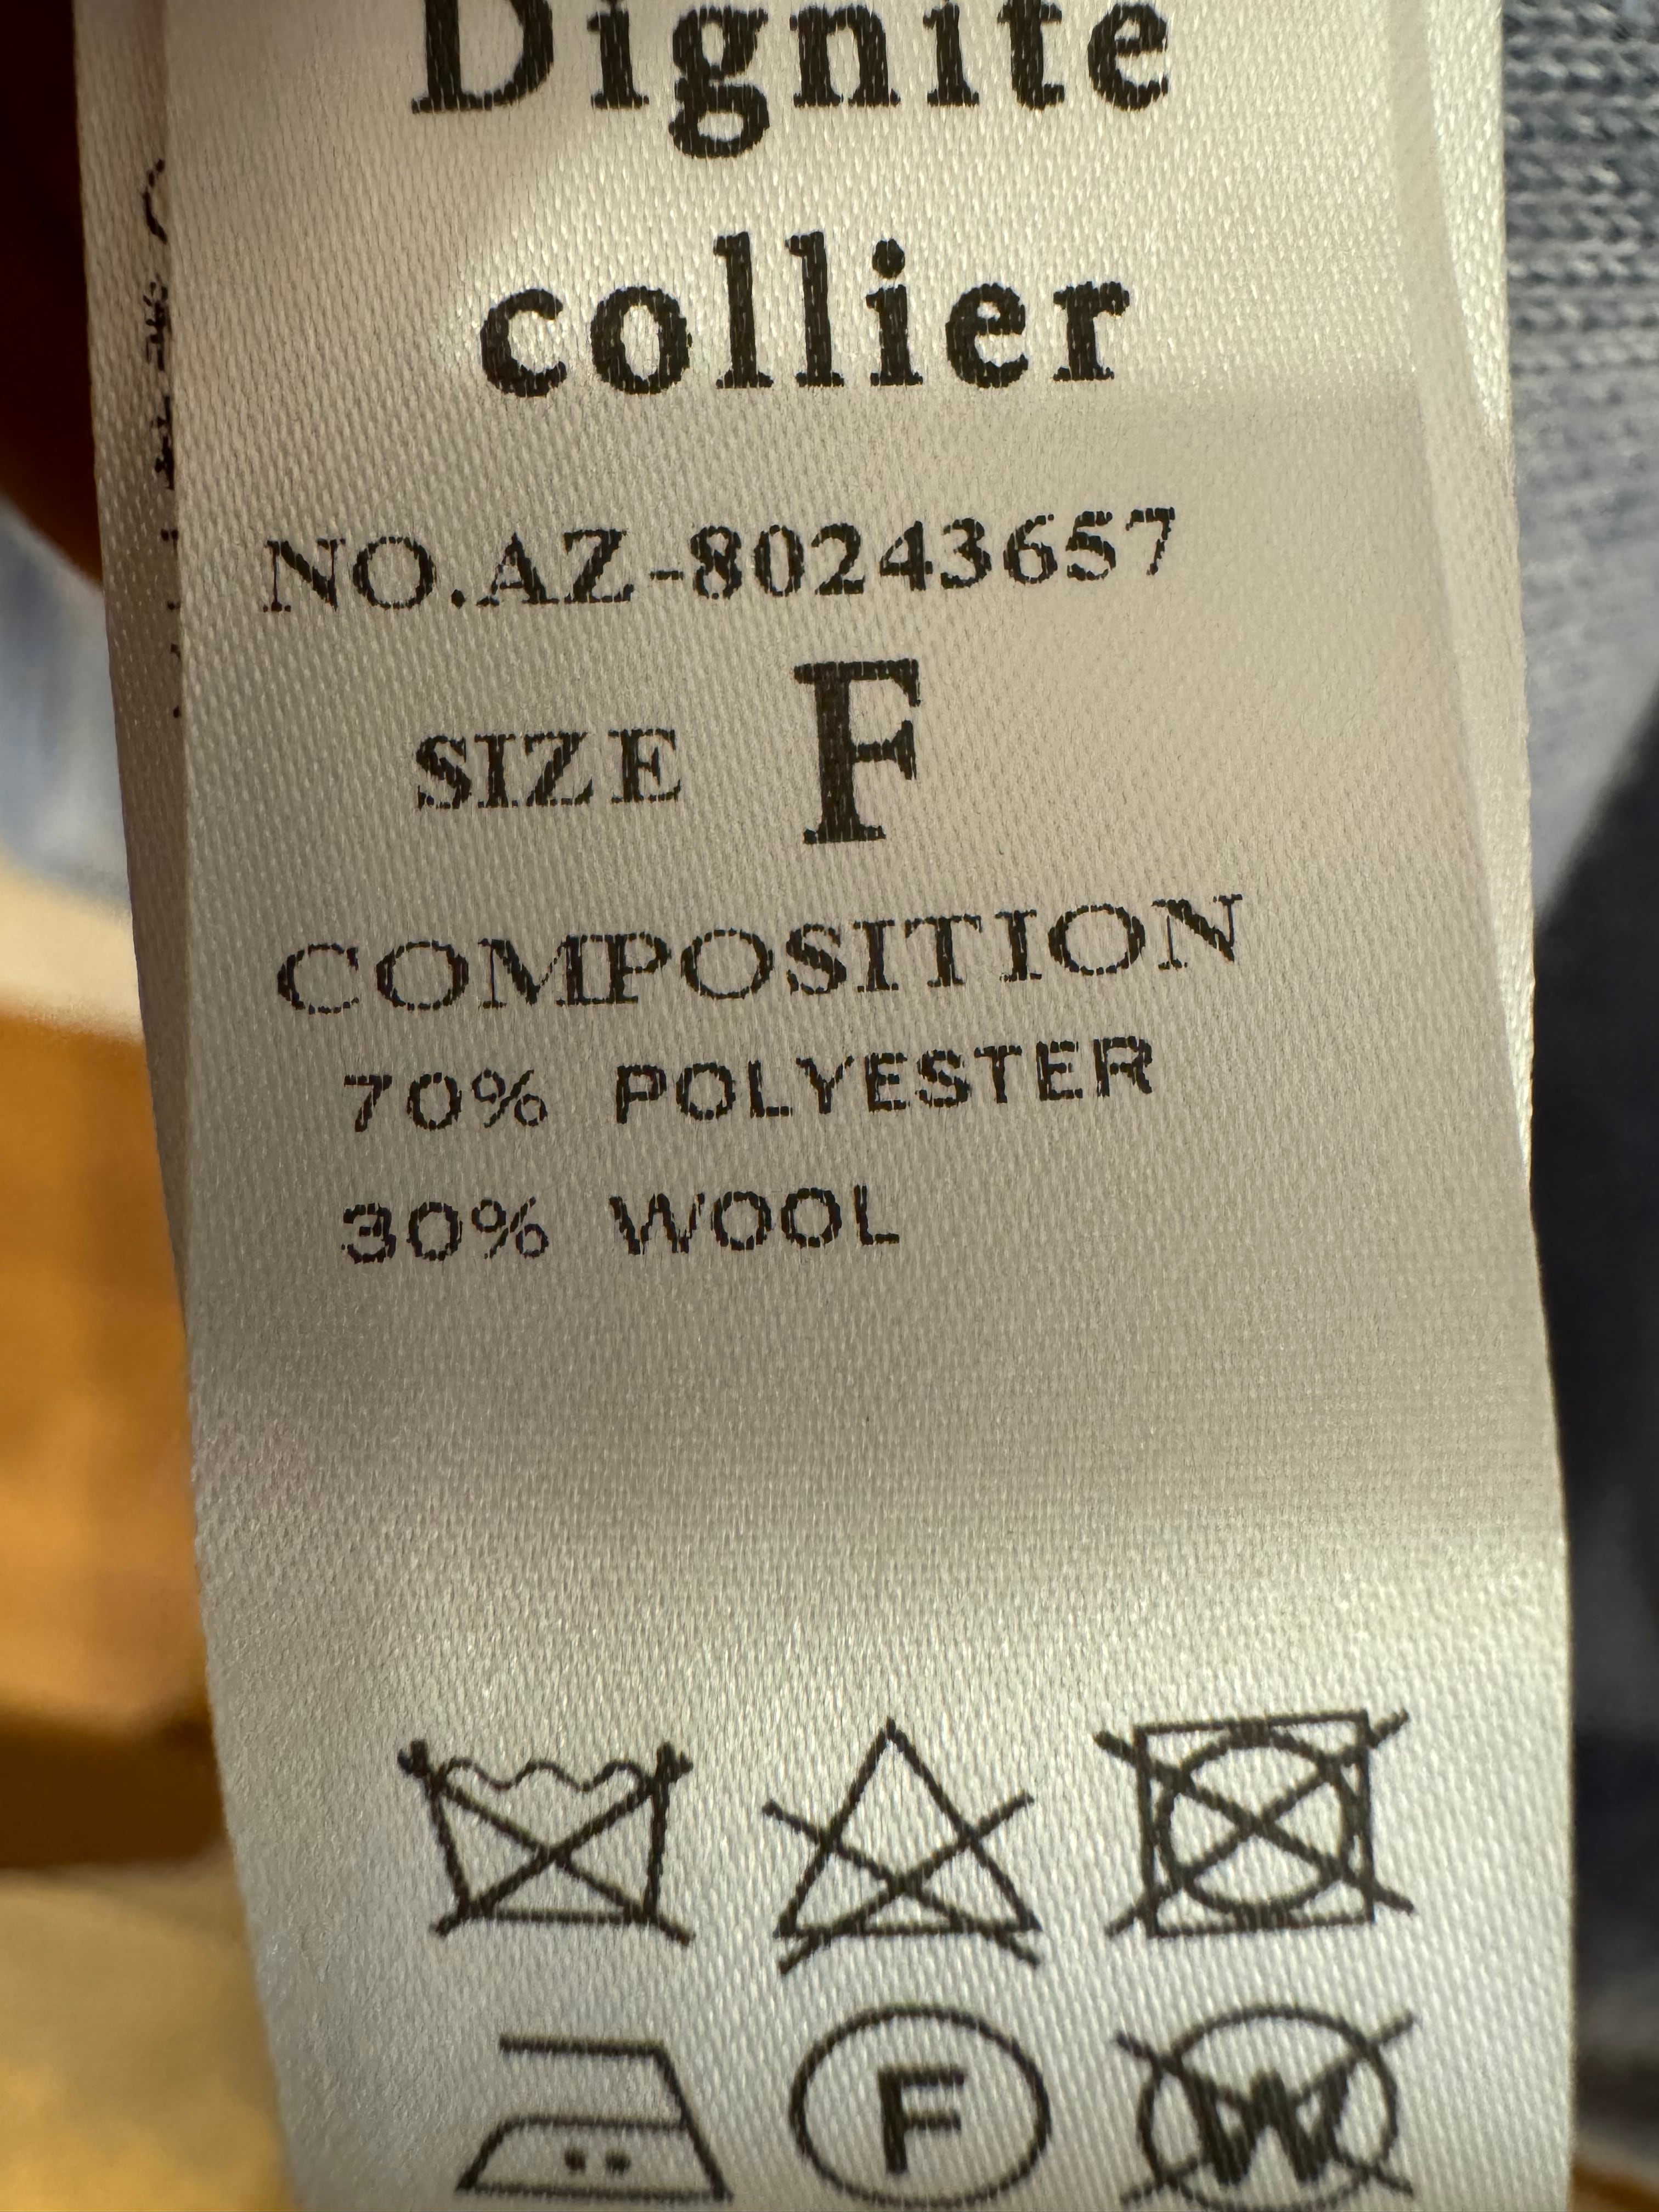 Dignite
collier
NO.AZ-80243657
SIZE F
COMPOSITION
70% POLYESTER
30% WOOL
F
W